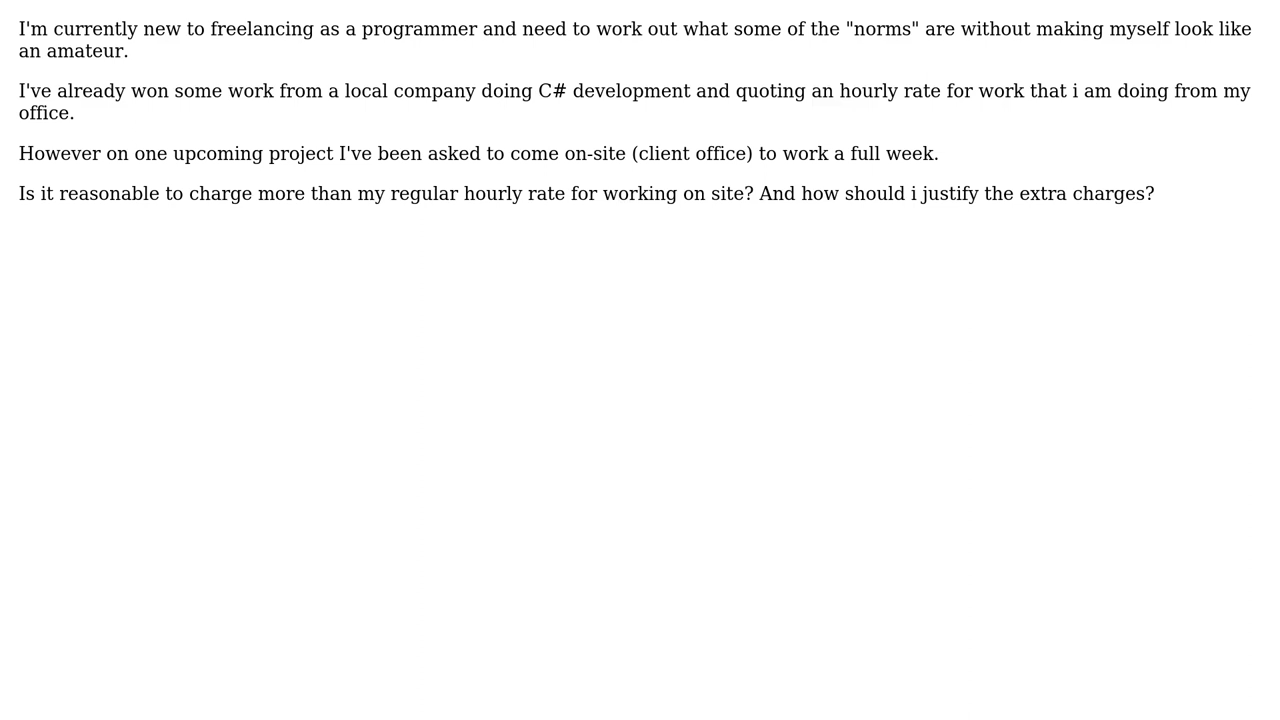 I'm currently new to freelancing as a programmer and need to work out what some of the "norms" are without making myself look like
an amateur.
I've already won some work from a local company doing C# development and quoting an hourly rate for work that i am doing from my
office.
However on one upcoming project I've been asked to come on-site (client office) to work a full week.
Is it reasonable to charge more than my regular hourly rate for working on site? And how should i justify the extra charges?